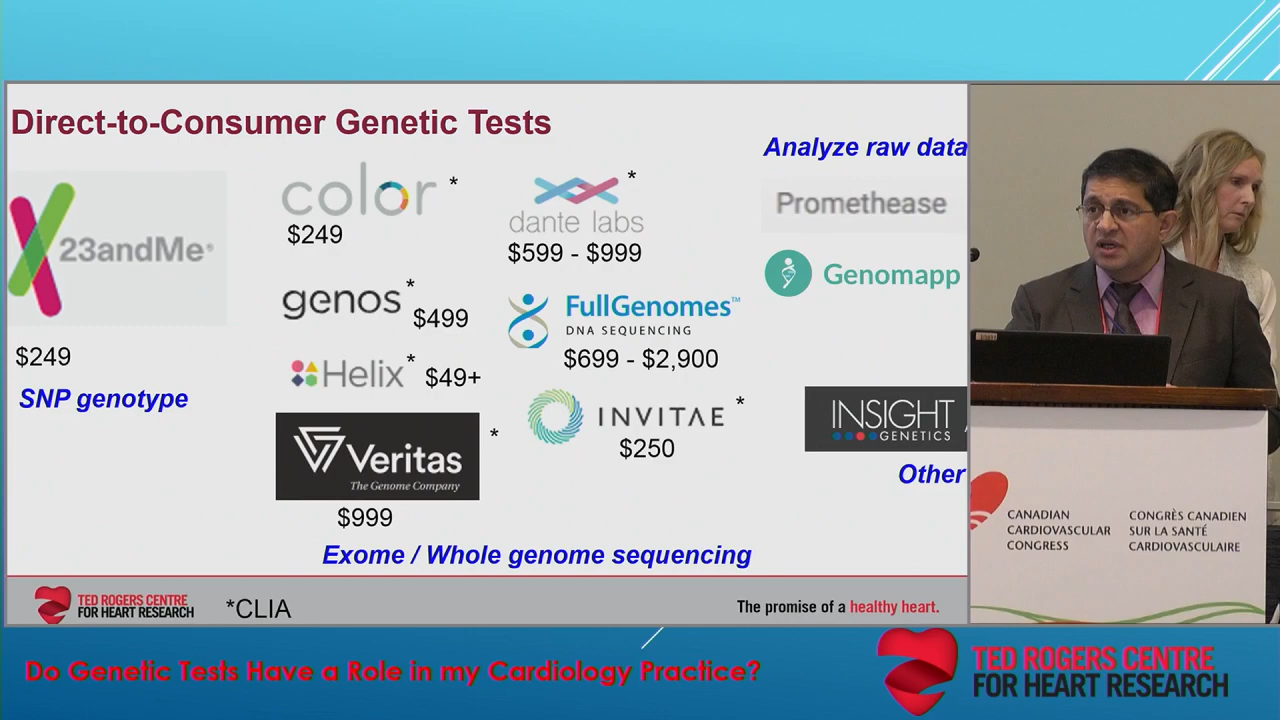 Direct-to-Consumer Genetic Tests
23andMe®
$249
SNP genotype
color *
$249
genos *
$499
Helix *
$49+
Veritas *
The Genome Company
$999
dante labs *
$599 - $999
FullGenomes™
DNA SEQUENCING
$699 - $2,900
INVITAE *
$250
Exome / Whole genome sequencing
Analyze raw data
Promethease
Genomapp
INSIGHT
GENETICS
Other
TED ROGERS CENTRE
FOR HEART RESEARCH
*CLIA
The promise of a healthy heart.
CANADIAN
CARDIOVASCULAR
CONGRESS
CONGRÈS CANADIEN
SUR LA SANTÉ
CARDIOVASCULAIRE
Do Genetic Tests Have a Role in my Cardiology Practice?
TED ROGERS CENTRE
FOR HEART RESEARCH